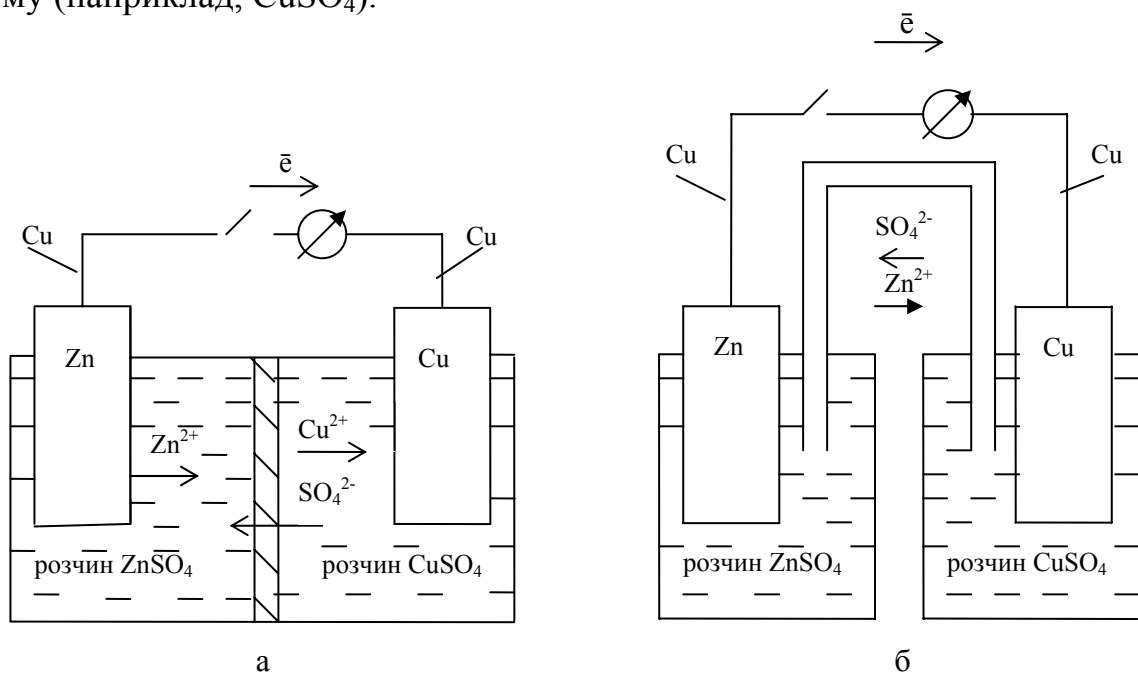 му (наприклад, CuSO₄).
ē
Cu
Cu
Zn
Cu
Zn²⁺
Cu²⁺
SO₄²⁻
розчин ZnSO₄
розчин CuSO₄
а
ē
Cu
Cu
SO₄²⁻
Zn²⁺
Zn
Cu
розчин ZnSO₄
розчин CuSO₄
б